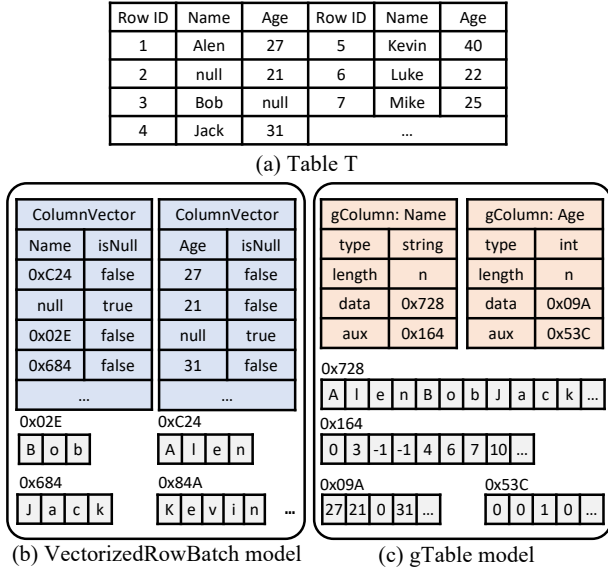 Row ID Name Age Row ID Name Age
1 Alen 27 5 Kevin 40
2 null 21 6 Luke 22
3 Bob null 7 Mike 25
4 Jack 31 ...
(a) Table T
ColumnVector
Name isNull
0xC24 false
null true
0x02E false
0x684 false
...
ColumnVector
Age isNull
27 false
21 false
null true
31 false
...
0x02E
B o b
0xC24
A l e n
0x684
J a c k
0x84A
K e v i n ...
(b) VectorizedRowBatch model
gColumn: Name
type string
length n
data 0x728
aux 0x164
gColumn: Age
type int
length n
data 0x09A
aux 0x53C
0x728
A l e n B o b J a c k ...
0x164
0 3 -1 -1 4 6 7 10 ...
0x09A
27 21 0 31 ...
0x53C
0 0 1 0 ...
(c) gTable model